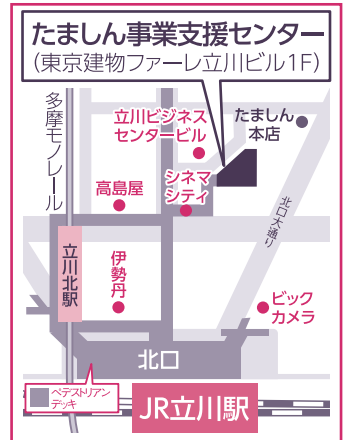 たましん事業支援センター
(東京建物ファーレ立川ビル1F)
多摩モノレール
立川ビジネス
センタービル
たましん
本店
シネマ
シティ
高島屋
北口大通り
立川北駅
伊勢丹
ビック
カメラ
北口
ペデストリアン
デッキ
JR立川駅